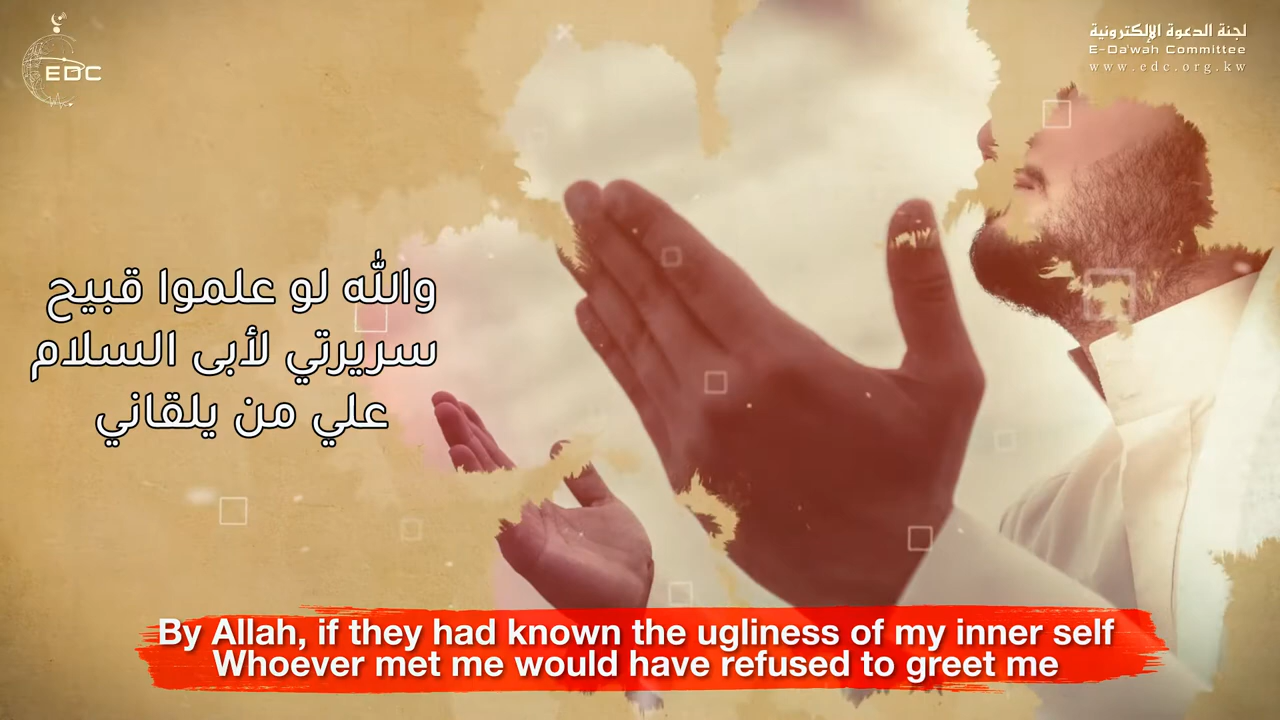 EDC
لجنة الدعوة الإلكترونية
E-Da'wah Committee
www.edc.org.kw
والله لو علموا قبيح
سريرتي لأبى السلام
علي من يلقاني
By Allah, if they had known the ugliness of my inner self
Whoever met me would have refused to greet me